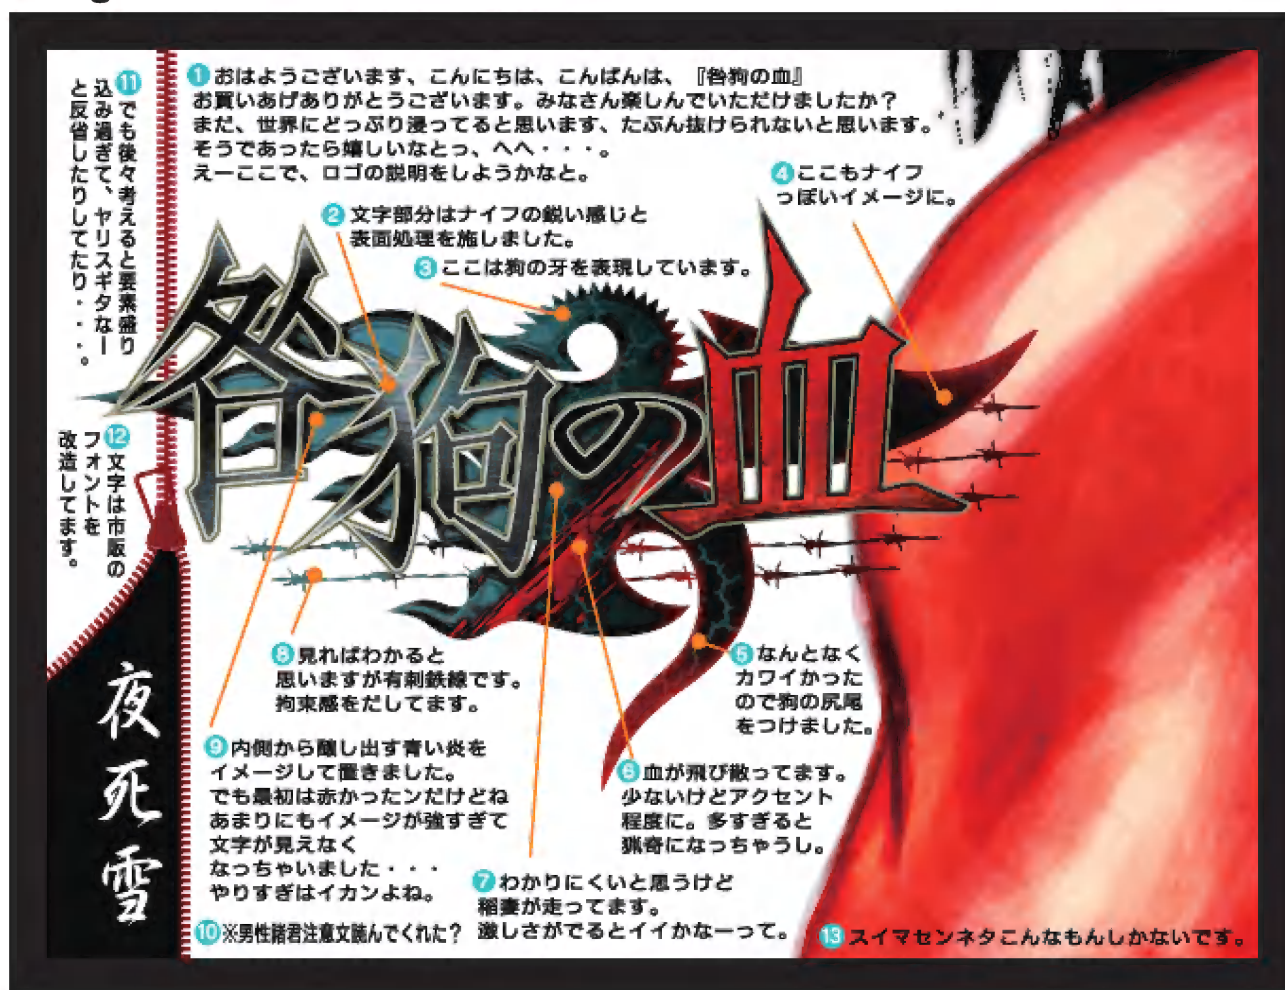 ① おはようございます、こんにちは、こんばんは、『咎狗の血』
お買いあげありがとうございます。みなさん楽しんでいただけましたか？
まだ、世界にどっぷり浸ってると思います、たぶん抜けられないと思います。
そうであったら嬉しいなとっ、へへ・・・。
えーここで、ロゴの説明をしようかなと。
② 文字部分はナイフの鋭い感じと
表面処理を施しました。
③ ここは狗の牙を表現しています。
④ ここもナイフ
っぽいイメージに。
咎狗の血
⑤ なんとなく
カワイかった
ので狗の尻尾
をつけました。
⑥ 血が飛び散ってます。
少ないけどアクセント
程度に。多すぎると
猟奇になっちゃうし。
⑦ わかりにくいと思うけど
稲妻が走ってます。
激しさがでるとイイかなーって。
⑧ 見ればわかると
思いますが有刺鉄線です。
拘束感をだしてます。
⑨ 内側から醸し出す青い炎を
イメージして置きました。
でも最初は赤かったンだけどね
あまりにもイメージが強すぎて
文字が見えなく
なっちゃいました・・・
やりすぎはイカンよね。
⑩ ※男性諸君注意文読んでくれた？
⑪ でも後々考えると要素盛り
込み過ぎて、ヤリスギタなー
と反省したりしてたり・・・。
⑫ 文字は市販の
フォントを
改造してます。
⑬ スイマセンネタこんなもんしかないです。
夜死雪